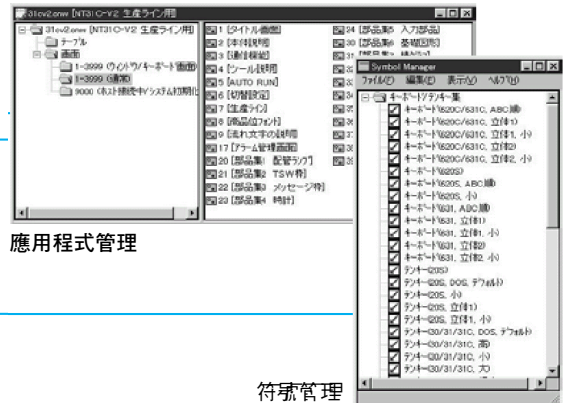 31cv2.onw [NT31C-V2 生産ライン用]
31cv2.onw [NT31C-V2 生産ライン用]
テーブル
画面
1-3999 (ウィンドウ/キーボード画面)
1-3999 (通常)
9000 (ホスト接続中/システム初期化
1 [タイトル画面]
2 [本体説明]
3 [通信機能]
4 [ツール説明]
5 [AUTO RUN]
6 [切替設定]
7 [生産ライン]
8 [商品位フォント]
9 [流れ文字の説明]
17 [アラーム管理画面]
20 [部品集1 配管ランプ]
21 [部品集2 TSW枠]
22 [部品集3 メッセージ枠]
23 [部品集4 時計]
24 [部品集5 入力部品]
30 [部品集6 基礎図形]
應用程式管理
Symbol Manager
ファイル(F) 編集(E) 表示(V) ヘルプ(H)
キーボード/テンキー集
キーボード(620C/631C, ABC順)
キーボード(620C/631C, 立体1)
キーボード(620C/631C, 立体1, 小)
キーボード(620C/631C, 立体2)
キーボード(620C/631C, 立体2, 小)
キーボード(620S)
キーボード(620S, ABC順)
キーボード(620S, 小)
キーボード(631, ABC順)
キーボード(631, 立体1)
キーボード(631, 立体1, 小)
キーボード(631, 立体2)
キーボード(631, 立体2, 小)
テンキー(20S)
テンキー(20S, DOS, デフォルト)
テンキー(20S, 小)
テンキー(20S, 立体1)
テンキー(20S, 立体1, 小)
テンキー(30/31/31C, DOS, デフォルト)
テンキー(30/31/31C, 高)
テンキー(30/31/31C, 小)
テンキー(30/31/31C, 大)
符號管理